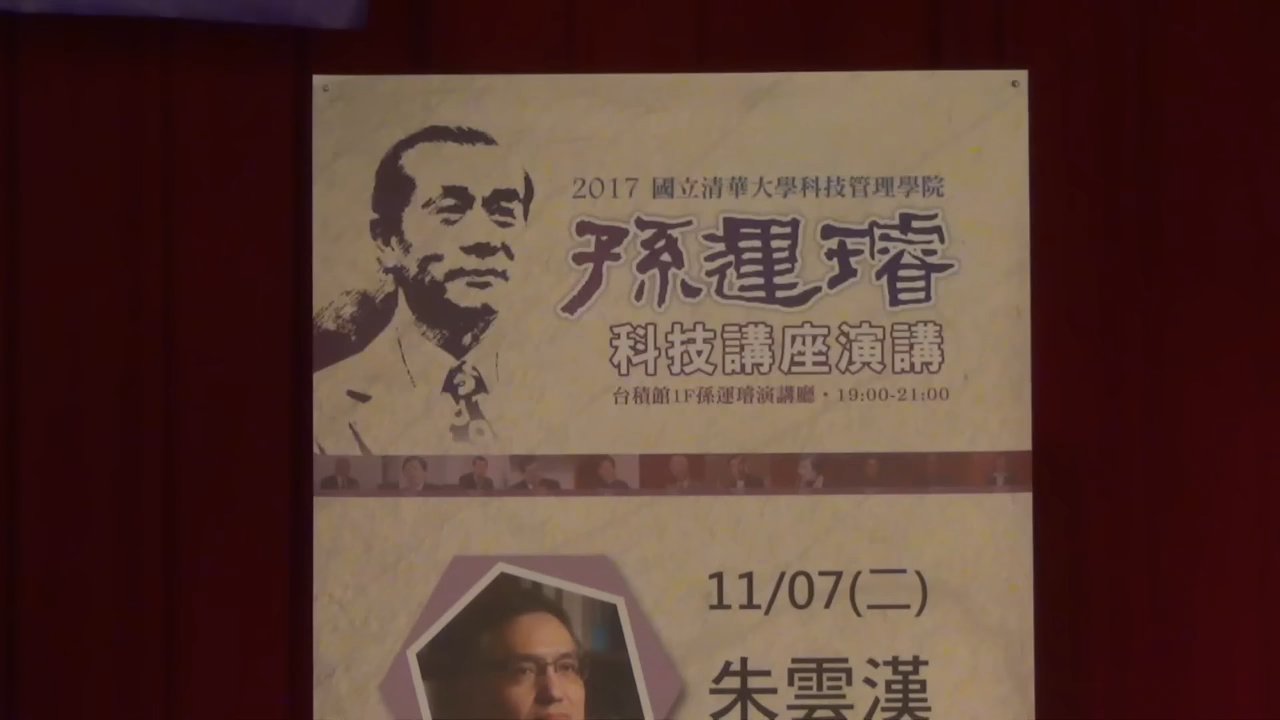 2017 國立清華大學科技管理學院
孫運璿
科技講座演講
台積館1F孫運璿演講廳・19:00-21:00
11/07(二)
朱雲漢